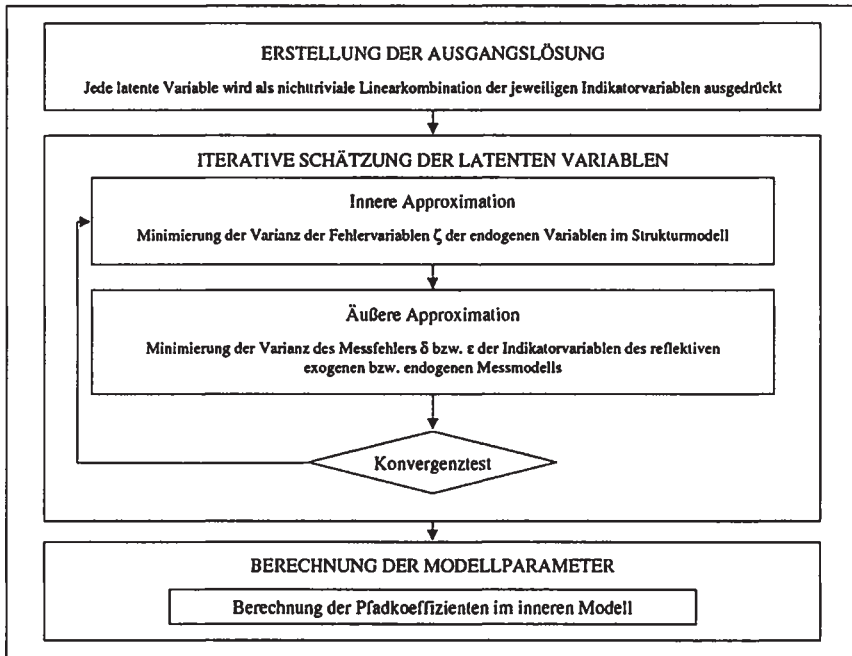 ERSTELLUNG DER AUSGANGSLÖSUNG
Jede latente Variable wird als nichttriviale Linearkombination der jeweiligen Indikatorvariablen ausgedrückt
ITERATIVE SCHÄTZUNG DER LATENTEN VARIABLEN
Innere Approximation
Minimierung der Varianz der Fehlervariablen ζ der endogenen Variablen im Strukturmodell
Äußere Approximation
Minimierung der Varianz des Messfehlers δ bzw. ε der Indikatorvariablen des reflektiven
exogenen bzw. endogenen Messmodells
Konvergenztest
BERECHNUNG DER MODELLPARAMETER
Berechnung der Pfadkoeffizienten im inneren Modell